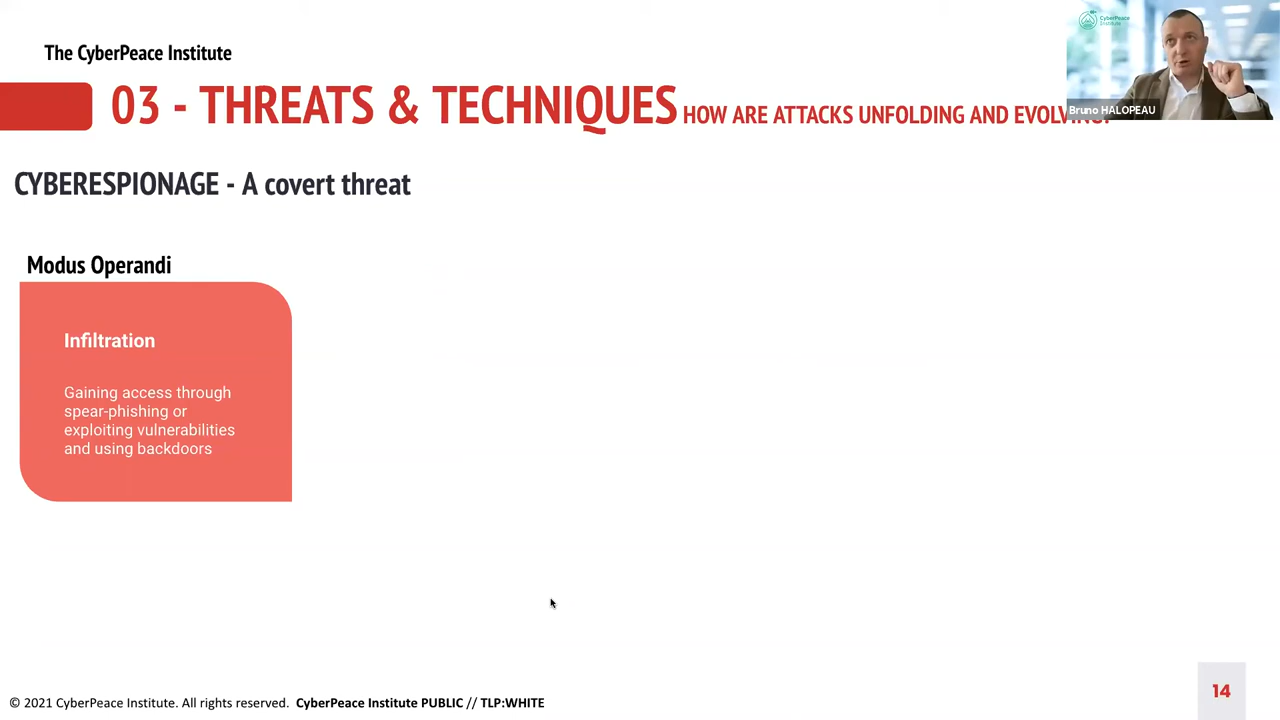 The CyberPeace Institute
CyberPeace
Institute
03 - THREATS & TECHNIQUES HOW ARE ATTACKS UNFOLDING AND
Bruno HALOPEAU
CYBERESPIONAGE - A covert threat
Modus Operandi
Infiltration
Gaining access through
spear-phishing or
exploiting vulnerabilities
and using backdoors
© 2021 CyberPeace Institute. All rights reserved. CyberPeace Institute PUBLIC // TLP:WHITE
14